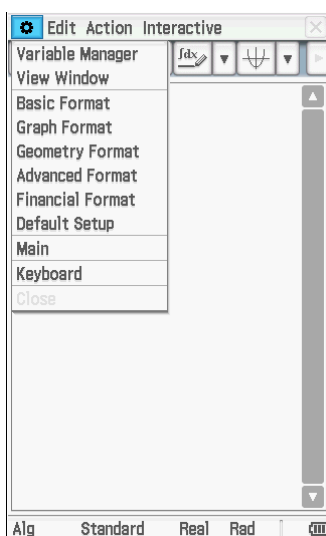 Edit Action Interactive
Variable Manager
View Window
Basic Format
Graph Format
Geometry Format
Advanced Format
Financial Format
Default Setup
Main
Keyboard
Close
∫dx
Alg Standard Real Rad